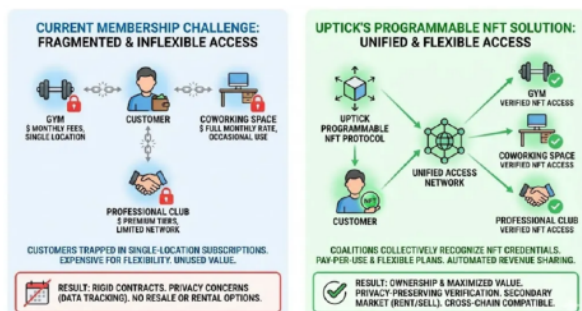 CURRENT MEMBERSHIP CHALLENGE:
FRAGMENTED & INFLEXIBLE ACCESS
GYM
$ MONTHLY FEES,
SINGLE LOCATION
CUSTOMER
COWORKING SPACE
$ FULL MONTHLY RATE,
OCCASIONAL USE
PROFESSIONAL CLUB
$ PREMIUM TIERS,
LIMITED NETWORK
CUSTOMERS TRAPPED IN SINGLE-LOCATION SUBSCRIPTIONS.
EXPENSIVE FOR FLEXIBILITY. UNUSED VALUE.
RESULT: RIGID CONTRACTS. PRIVACY CONCERNS
(DATA TRACKING). NO RESALE OR RENTAL OPTIONS.
UPTICK'S PROGRAMMABLE NFT SOLUTION:
UNIFIED & FLEXIBLE ACCESS
UPTICK
PROGRAMMABLE
NFT PROTOCOL
NFT
CUSTOMER
UNIFIED ACCESS
NETWORK
GYM
VERIFIED NFT ACCESS
COWORKING SPACE
VERIFIED NFT ACCESS
PROFESSIONAL CLUB
VERIFIED NFT ACCESS
COALITIONS COLLECTIVELY RECOGNIZE NFT CREDENTIALS.
PAY-PER-USE & FLEXIBLE PLANS. AUTOMATED REVENUE SHARING.
RESULT: OWNERSHIP & MAXIMIZED VALUE.
PRIVACY-PRESERVING VERIFICATION. SECONDARY
MARKET (RENT/SELL). CROSS-CHAIN COMPATIBLE.